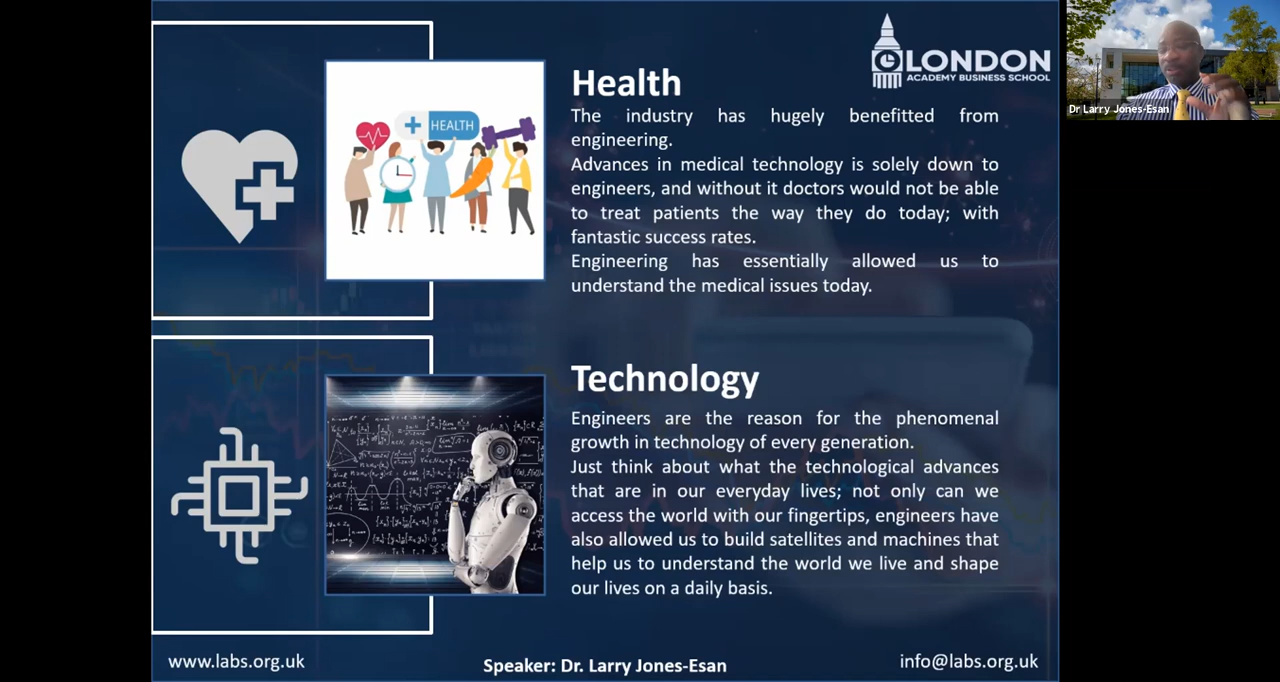 LONDON
ACADEMY BUSINESS SCHOOL
Dr Larry Jones-Esan
HEALTH
Health
The industry has hugely benefitted from
engineering.
Advances in medical technology is solely down to
engineers, and without it doctors would not be able
to treat patients the way they do today; with
fantastic success rates.
Engineering has essentially allowed us to
understand the medical issues today.
Technology
Engineers are the reason for the phenomenal
growth in technology of every generation.
Just think about what the technological advances
that are in our everyday lives; not only can we
access the world with our fingertips, engineers have
also allowed us to build satellites and machines that
help us to understand the world we live and shape
our lives on a daily basis.
www.labs.org.uk
Speaker: Dr. Larry Jones-Esan
info@labs.org.uk